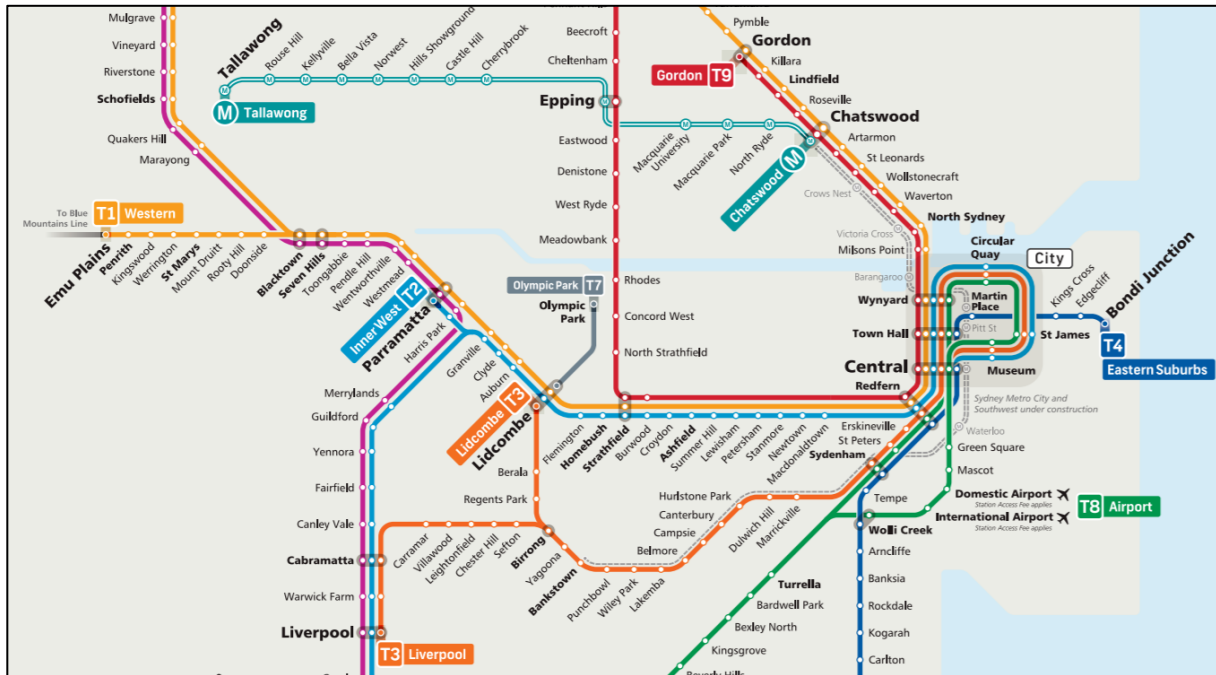 Mulgrave
Vineyard
Riverstone
Schofields
Quakers Hill
Marayong
Tallawong
Rouse Hill
Kellyville
Bella Vista
Norwest
Hills Showground
Castle Hill
Cherrybrook
M Tallawong
Beecroft
Cheltenham
Epping
Eastwood
Denistone
West Ryde
Meadowbank
Rhodes
Concord West
North Strathfield
Macquarie
University
Macquarie Park
North Ryde
Chatswood M
Pymble
Gordon
Gordon T9
Killara
Lindfield
Roseville
Chatswood
Artarmon
St Leonards
Wollstonecraft
Waverton
North Sydney
Milsons Point
Crows Nest
Victoria Cross
Barangaroo
To Blue
Mountains Line
T1 Western
Emu Plains
Penrith
Kingswood
Werrington
St Marys
Mount Druitt
Rooty Hill
Doonside
Blacktown
Seven Hills
Toongabbie
Pendle Hill
Wentworthville
Westmead
Inner West T2
Parramatta
Harris Park
Granville
Clyde
Auburn
Lidcombe T3
Lidcombe
Olympic Park T7
Olympic
Park
Flemington
Homebush
Strathfield
Burwood
Croydon
Ashfield
Summer Hill
Lewisham
Petersham
Stanmore
Newtown
Macdonaldtown
Redfern
Central
Town Hall
Wynyard
Circular
Quay
City
Martin
Place
Pitt St
St James
Museum
Kings Cross
Edgecliff
Bondi Junction
T4
Eastern Suburbs
Sydney Metro City and
Southwest under construction
Waterloo
Green Square
Mascot
Domestic Airport
Station Access Fee applies
International Airport
Station Access Fee applies
T8 Airport
Erskineville
St Peters
Sydenham
Tempe
Wolli Creek
Arncliffe
Banksia
Rockdale
Kogarah
Carlton
Turrella
Bardwell Park
Bexley North
Kingsgrove
Beverly Hills
Marrickville
Dulwich Hill
Hurlstone Park
Canterbury
Campsie
Belmore
Lakemba
Wiley Park
Punchbowl
Bankstown
Yagoona
Birrong
Regents Park
Berala
Sefton
Chester Hill
Leightonfield
Villawood
Carramar
Merrylands
Guildford
Yennora
Fairfield
Canley Vale
Cabramatta
Warwick Farm
Liverpool
T3 Liverpool